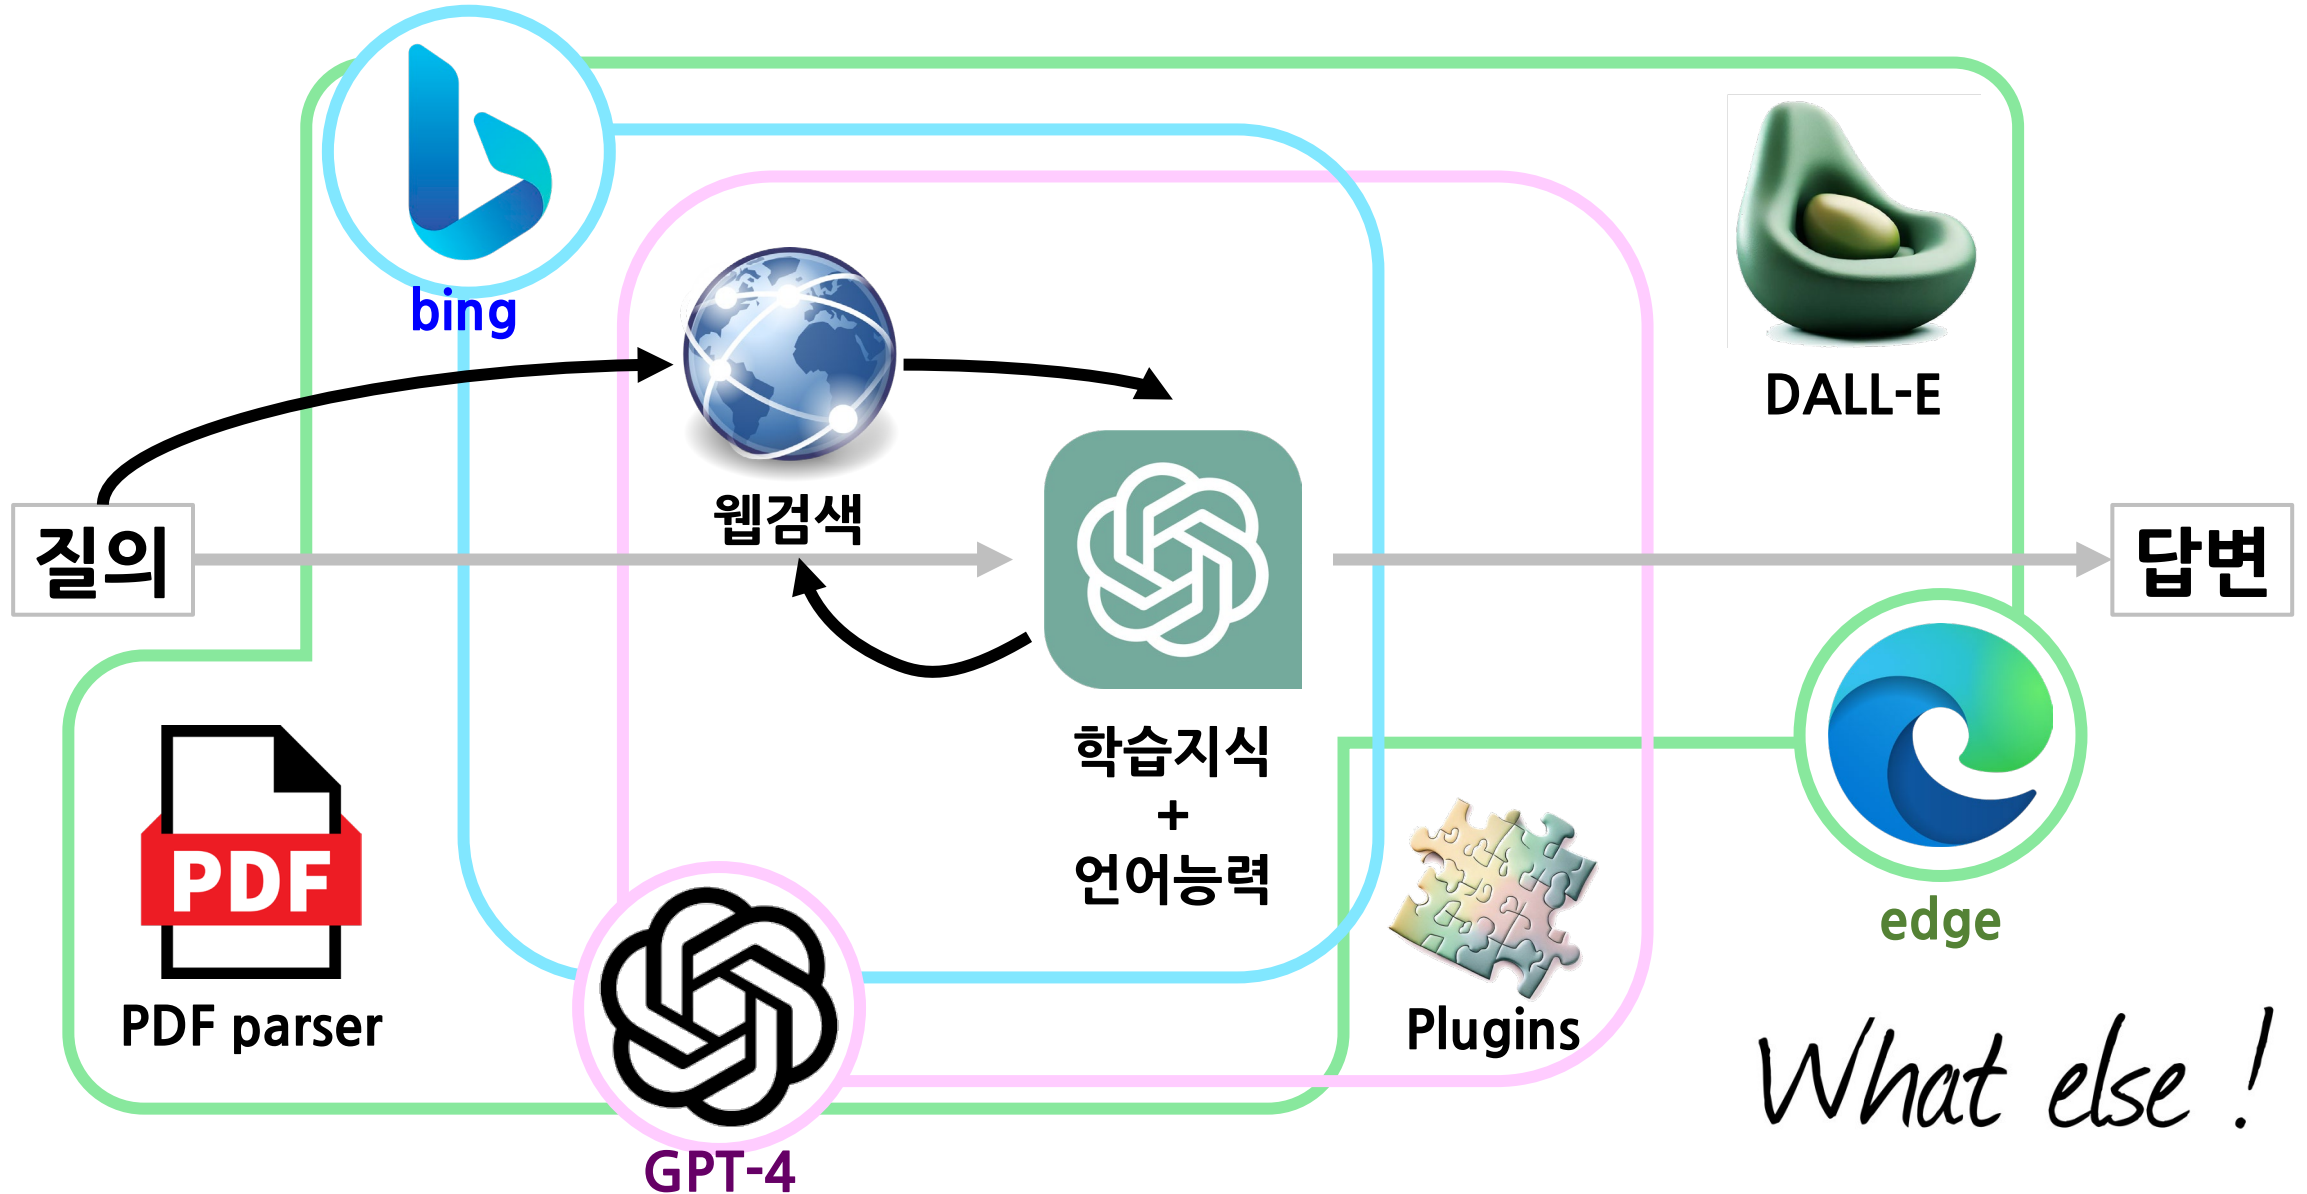 bing
DALL-E
웹검색
질의
답변
학습지식
+
언어능력
PDF
PDF parser
Plugins
edge
What else !
GPT-4